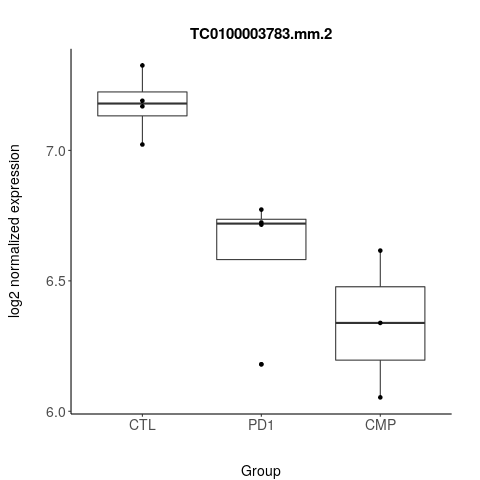 TC0100003783.mm.2
log2 normalized expression
7.0
6.5
6.0
CTL PD1 CMP
Group